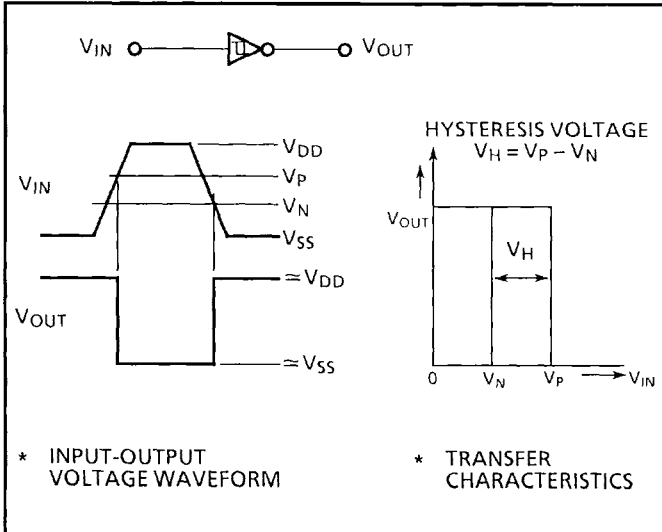 VIN VOUT
HYSTERESIS VOLTAGE
VH = VP − VN
VDD
VP
VIN
VN
VSS
≃VDD
VOUT
≃VSS
VOUT
VH
0 VN VP VIN
* INPUT-OUTPUT
VOLTAGE WAVEFORM
* TRANSFER
CHARACTERISTICS